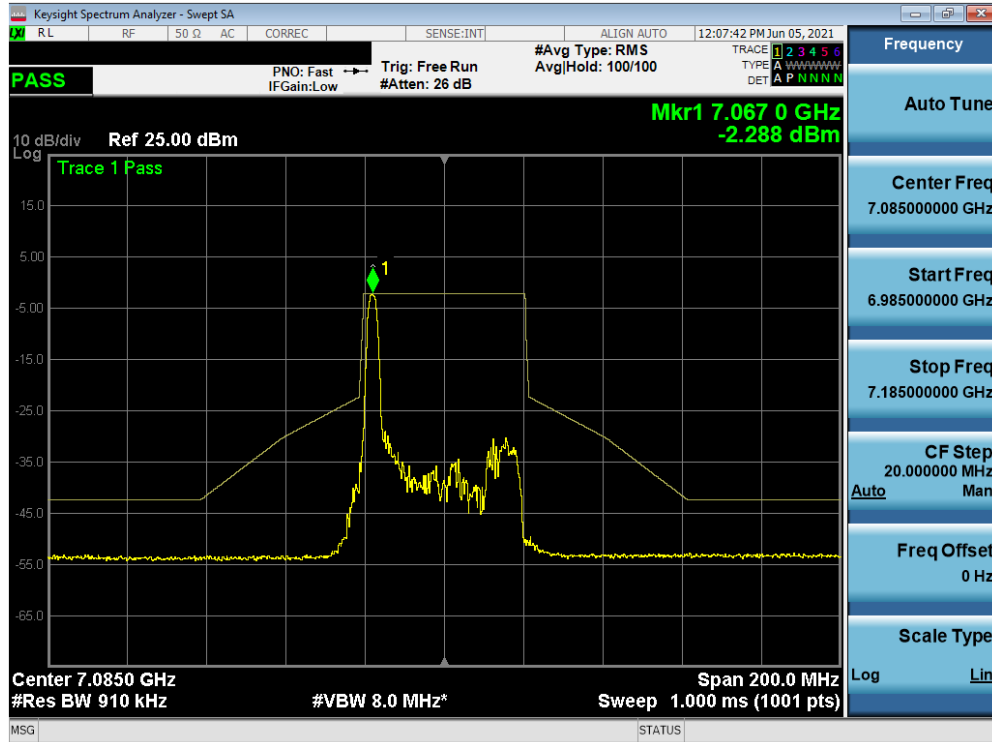 Keysight Spectrum Analyzer - Swept SA
LXI RL RF 50 Ω AC CORREC SENSE:INT ALIGN AUTO 12:07:42 PM Jun 05, 2021
PASS
PNO: Fast
IFGain:Low
Trig: Free Run
#Atten: 26 dB
#Avg Type: RMS
Avg|Hold: 100/100
TRACE 1 2 3 4 5 6
TYPE A WWWWW
DET A P N N N N
Mkr1 7.067 0 GHz
-2.288 dBm
10 dB/div Ref 25.00 dBm
Log
Trace 1 Pass
15.0
5.00
1
-5.00
-15.0
-25.0
-35.0
-45.0
-55.0
-65.0
Center 7.0850 GHz Span 200.0 MHz
#Res BW 910 kHz #VBW 8.0 MHz* Sweep 1.000 ms (1001 pts)
MSG STATUS
Frequency
Auto Tune
Center Freq
7.085000000 GHz
Start Freq
6.985000000 GHz
Stop Freq
7.185000000 GHz
CF Step
20.000000 MHz
Auto Man
Freq Offset
0 Hz
Scale Type
Log Lin